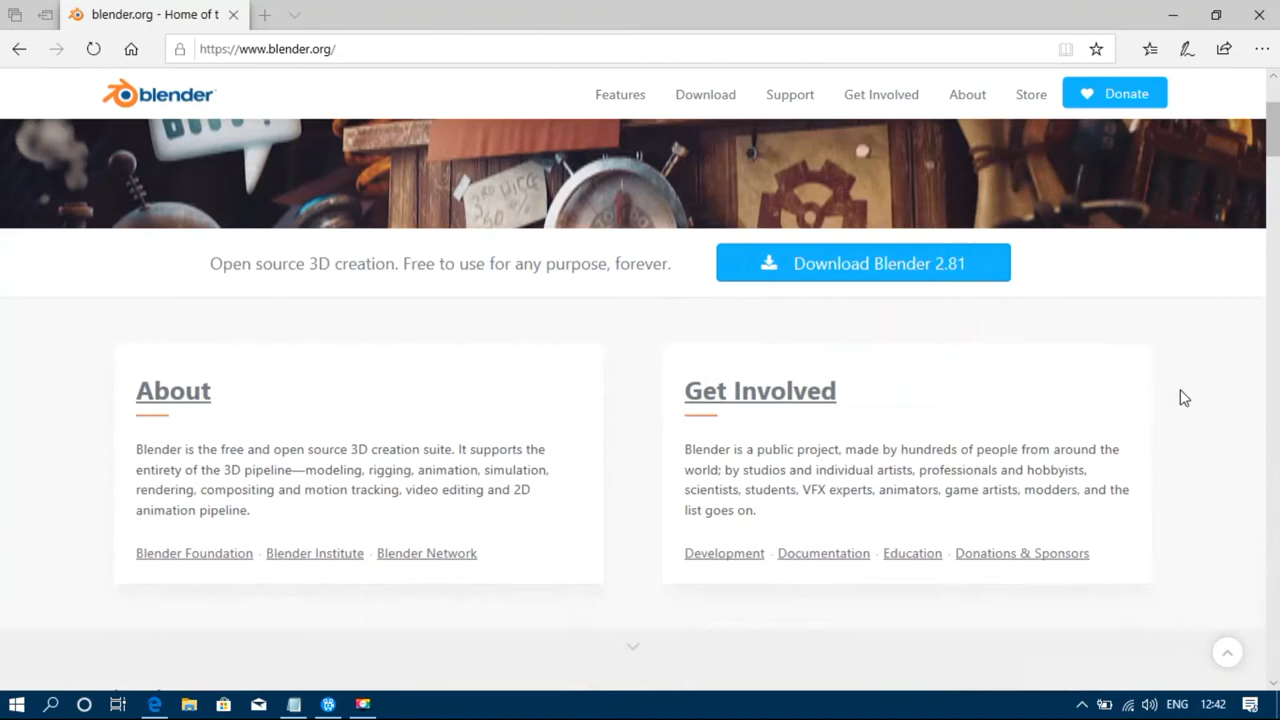 blender.org - Home of t
https://www.blender.org/
blender
Features
Download
Support
Get Involved
About
Store
Donate
Open source 3D creation. Free to use for any purpose, forever.
Download Blender 2.81
About
Blender is the free and open source 3D creation suite. It supports the
entirety of the 3D pipeline—modeling, rigging, animation, simulation,
rendering, compositing and motion tracking, video editing and 2D
animation pipeline.
Blender Foundation · Blender Institute · Blender Network
Get Involved
Blender is a public project, made by hundreds of people from around the
world; by studios and individual artists, professionals and hobbyists,
scientists, students, VFX experts, animators, game artists, modders, and the
list goes on.
Development · Documentation · Education · Donations & Sponsors
ENG
12:42